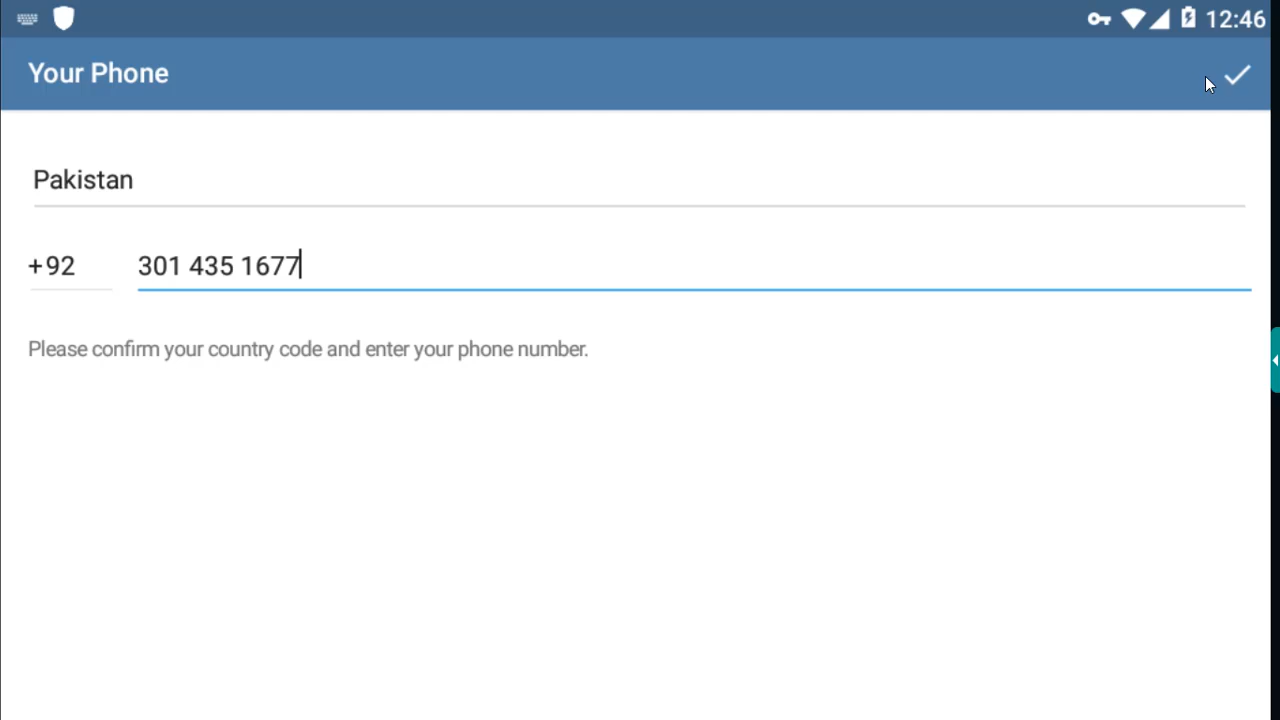 12:46
Your Phone
Pakistan
+92 301 435 1677
Please confirm your country code and enter your phone number.